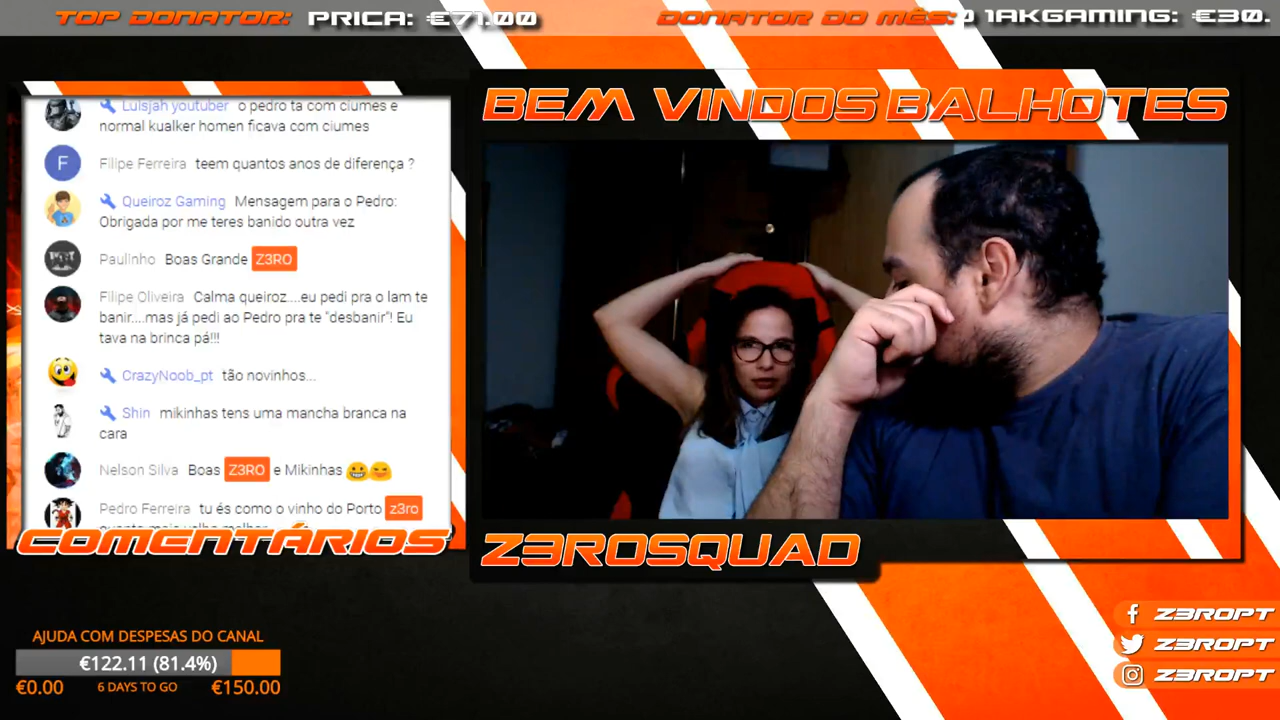 TOP DONATOR: PRICA: €71.00
DONATOR DO MÊS: 1AKGAMING: €30.
BEM VINDOS BALHOTES
Luisjah youtuber o pedro ta com ciumes e
normal kualker homen ficava com ciumes
F
Filipe Ferreira teem quantos anos de diferença ?
Queiroz Gaming Mensagem para o Pedro:
Obrigada por me teres banido outra vez
Paulinho Boas Grande Z3RO
Filipe Oliveira Calma queiroz....eu pedi pra o lam te
banir....mas já pedi ao Pedro pra te "desbanir"! Eu
tava na brinca pá!!!
CrazyNoob_pt tão novinhos...
Shin mikinhas tens uma mancha branca na
cara
Nelson Silva Boas Z3RO e Mikinhas
Pedro Ferreira tu és como o vinho do Porto z3ro
COMENTÁRIOS
Z3ROSQUAD
AJUDA COM DESPESAS DO CANAL
€122.11 (81.4%)
€0.00 6 DAYS TO GO €150.00
Z3ROPT
Z3ROPT
Z3ROPT